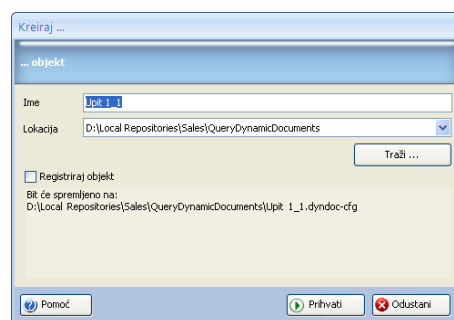 Kreiraj ...
... objekt
Ime
Upit 1_1
Lokacija
D:\Local Repositories\Sales\QueryDynamicDocuments
Traži ...
Registriraj objekt
Bit će spremljeno na:
D:\Local Repositories\Sales\QueryDynamicDocuments\Upit 1_1.dyndoc-cfg
Pomoć
Prihvati
Odustani